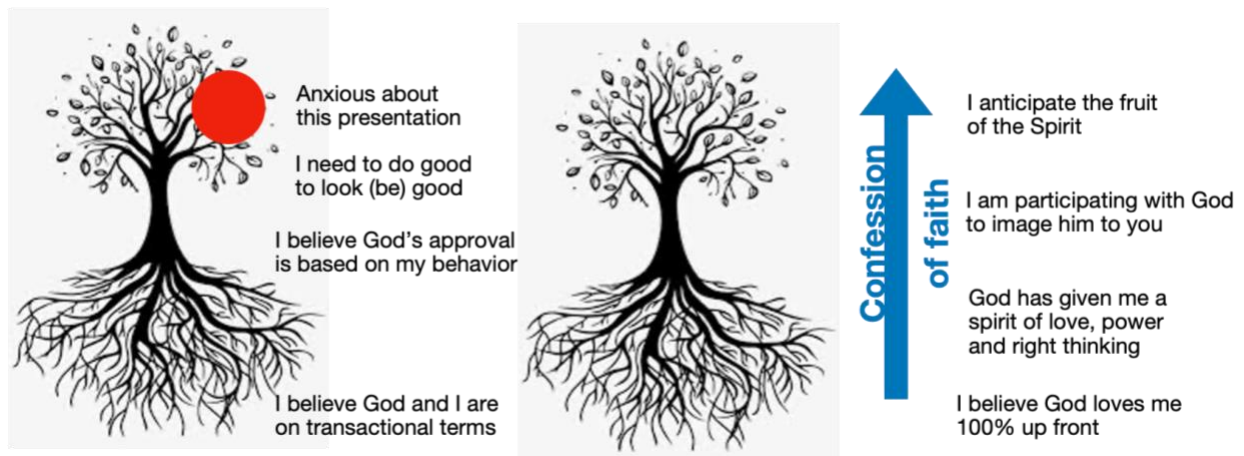 Anxious about
this presentation
I need to do good
to look (be) good
I believe God’s approval
is based on my behavior
I believe God and I are
on transactional terms
Confession
of faith
I anticipate the fruit
of the Spirit
I am participating with God
to image him to you
God has given me a
spirit of love, power
and right thinking
I believe God loves me
100% up front